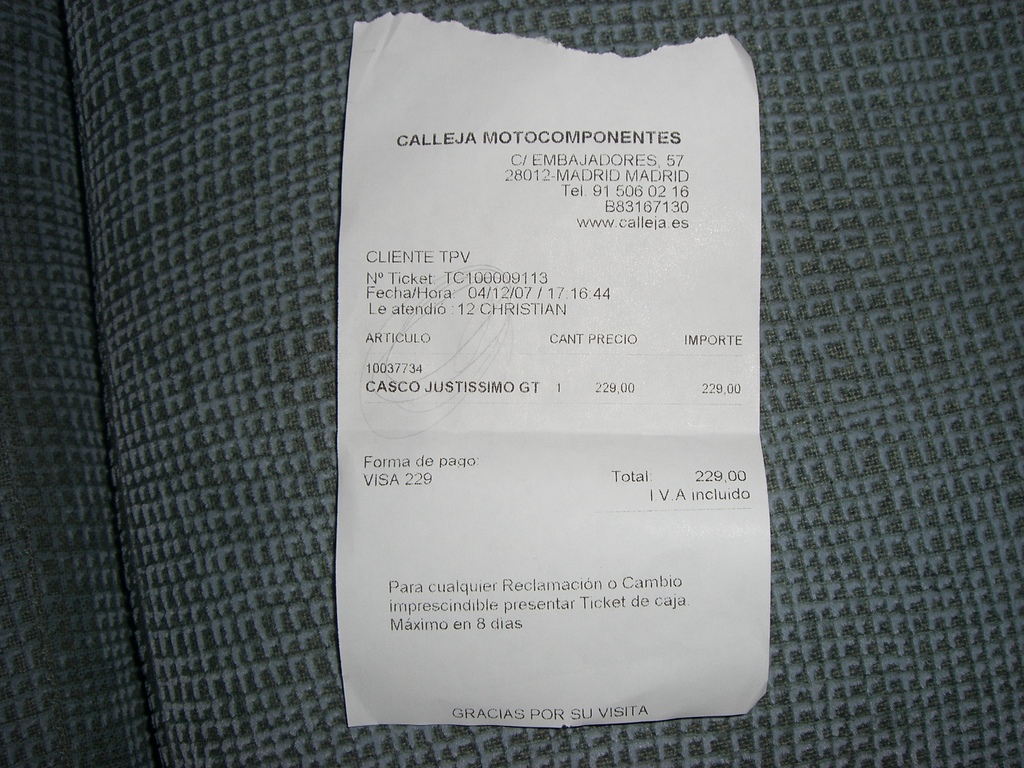 CALLEJA MOTOCOMPONENTES
C/ EMBAJADORES, 57
28012-MADRID MADRID
Tel. 91 506 02 16
B83167130
www.calleja.es
CLIENTE TPV
Nº Ticket: TC100009113
Fecha/Hora: 04/12/07 / 17:16:44
Le atendió :12 CHRISTIAN
ARTICULO CANT PRECIO IMPORTE
10037734
CASCO JUSTISSIMO GT 1 229,00 229,00
Forma de pago:
VISA 229
Total: 229,00
I.V.A incluido
Para cualquier Reclamación o Cambio
imprescindible presentar Ticket de caja.
Máximo en 8 dias
GRACIAS POR SU VISITA